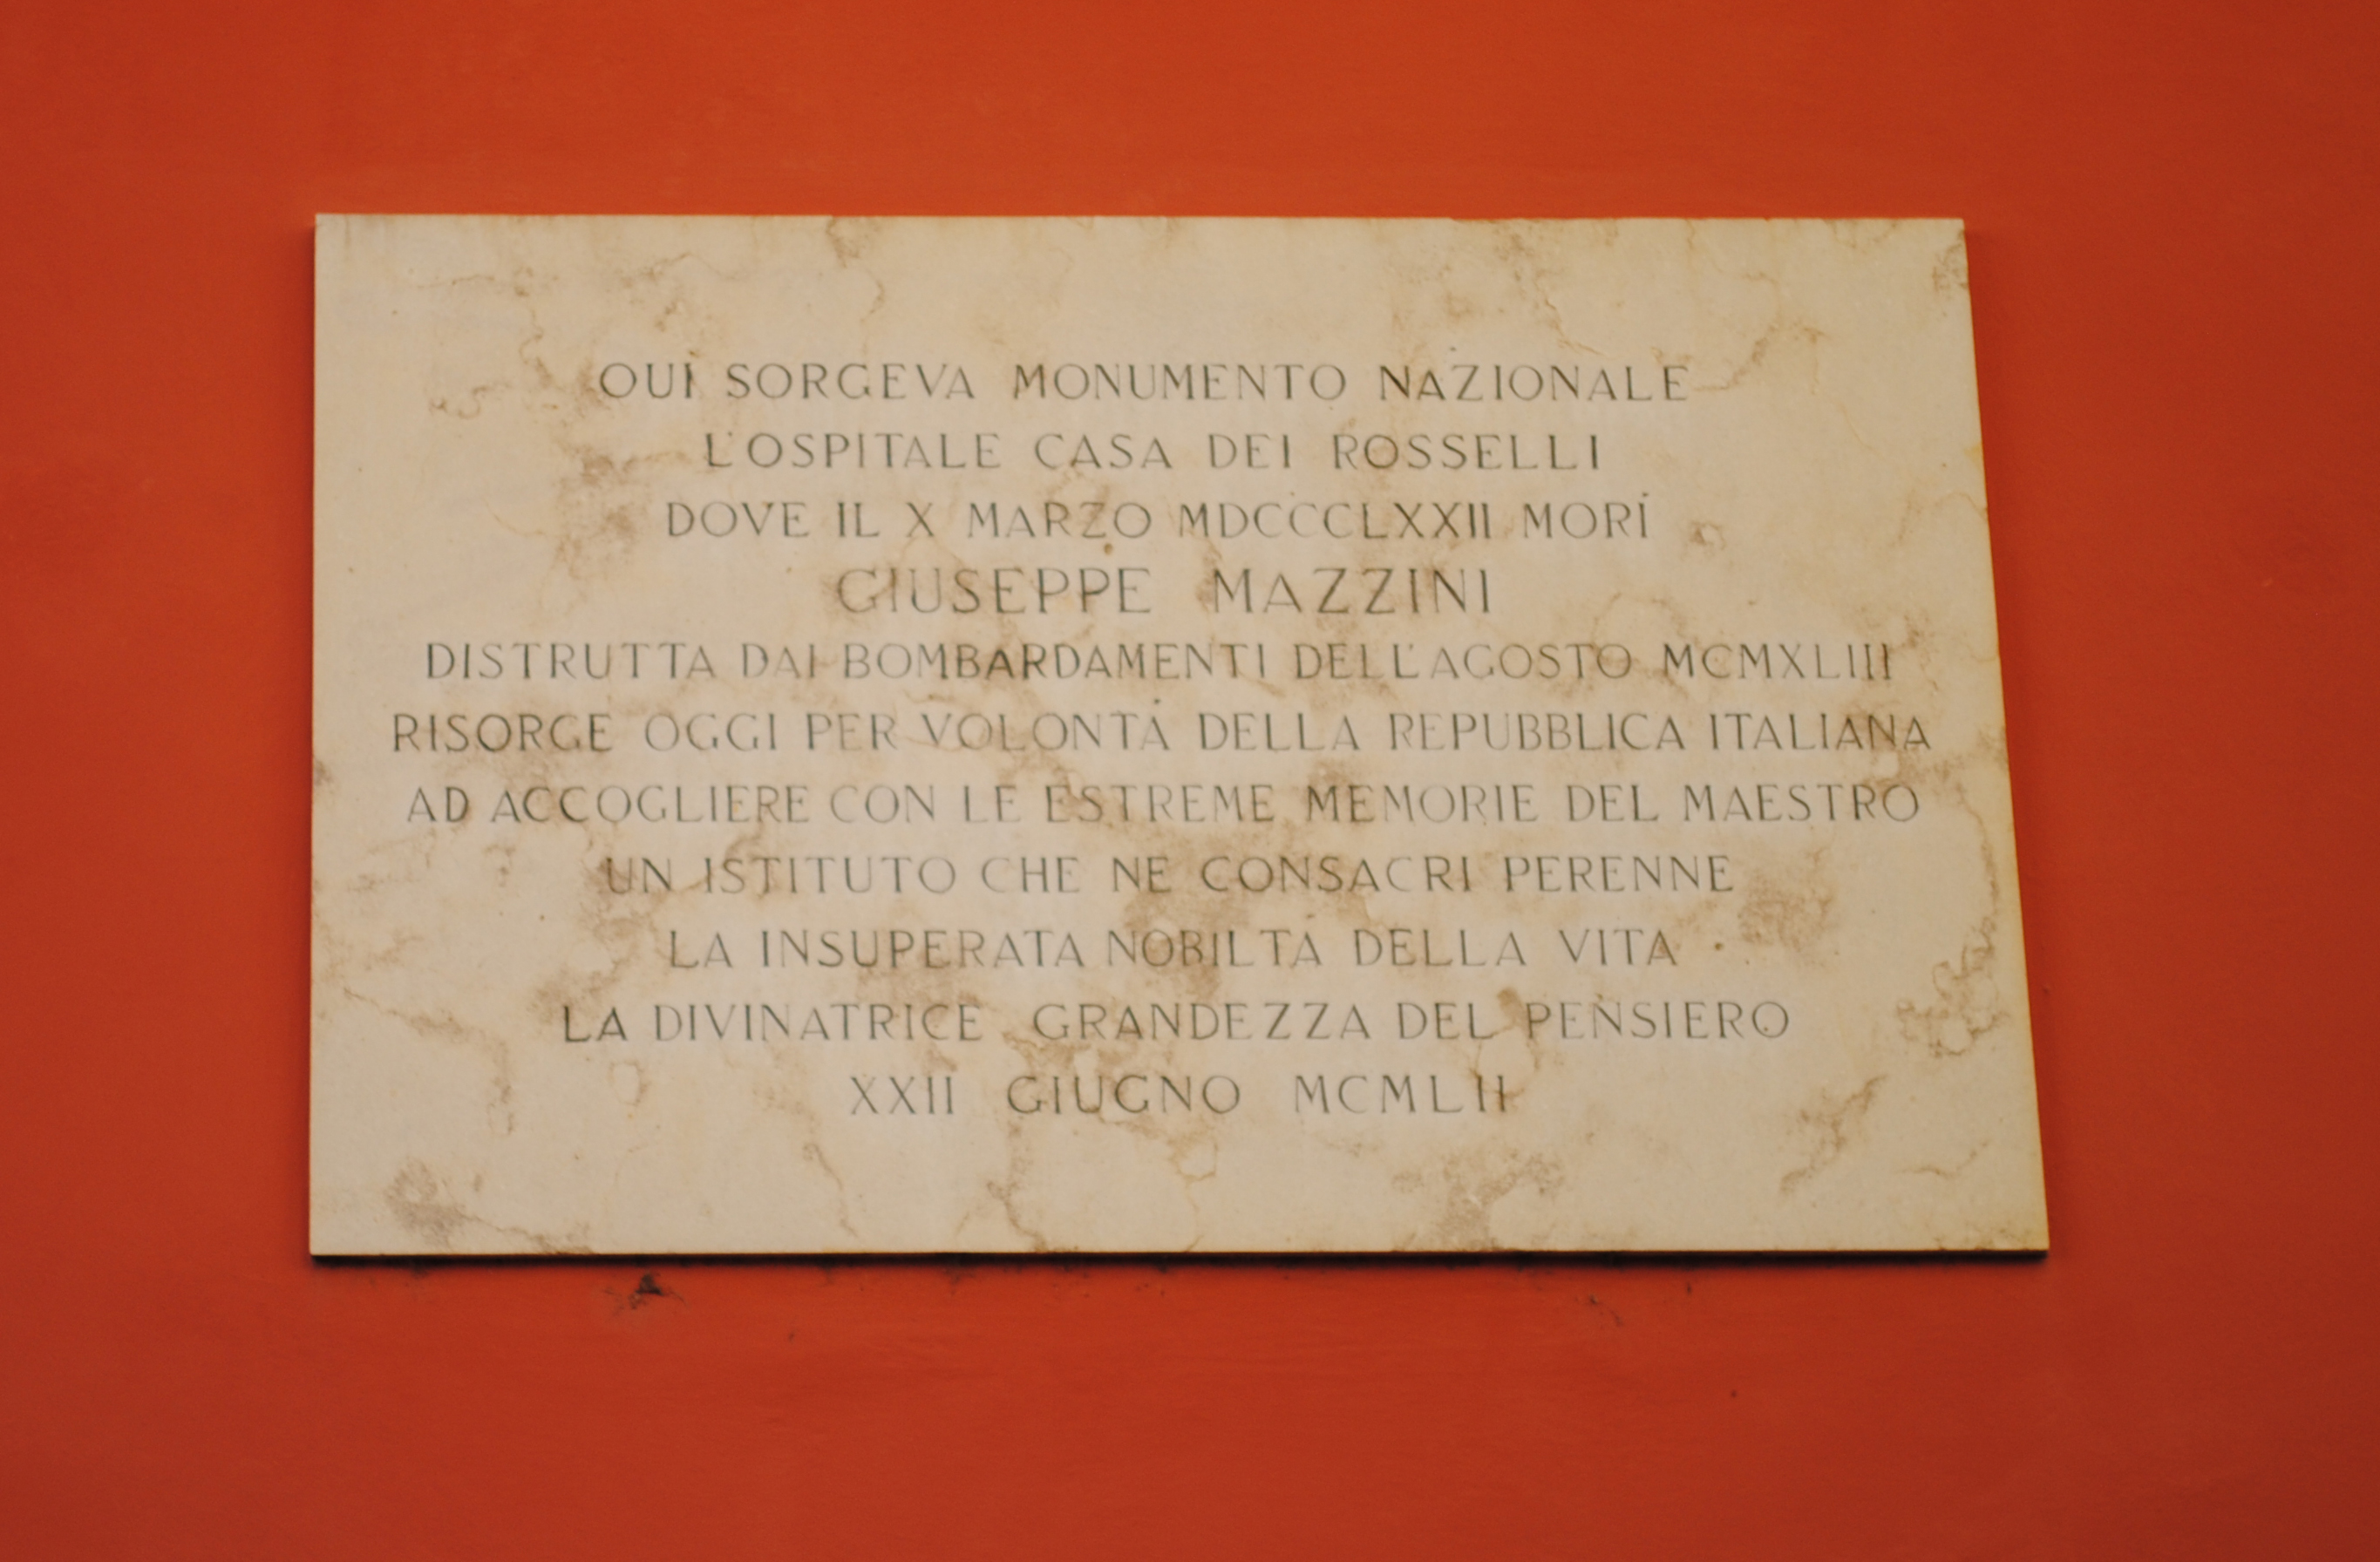 QUI SORGEVA MONUMENTO NAZIONALE
L'OSPITALE CASA DEI ROSSELLI
DOVE IL X MARZO MDCCCLXXII MORÍ
GIUSEPPE MAZZINI
DISTRUTTA DAI BOMBARDAMENTI DELL'AGOSTO MCMXLIII
RISORGE OGGI PER VOLONTÀ DELLA REPUBBLICA ITALIANA
AD ACCOGLIERE CON LE ESTREME MEMORIE DEL MAESTRO
UN ISTITUTO CHE NE CONSACRI PERENNE
LA INSUPERATA NOBILTÀ DELLA VITA
LA DIVINATRICE GRANDEZZA DEL PENSIERO
XXII GIUGNO MCMLII